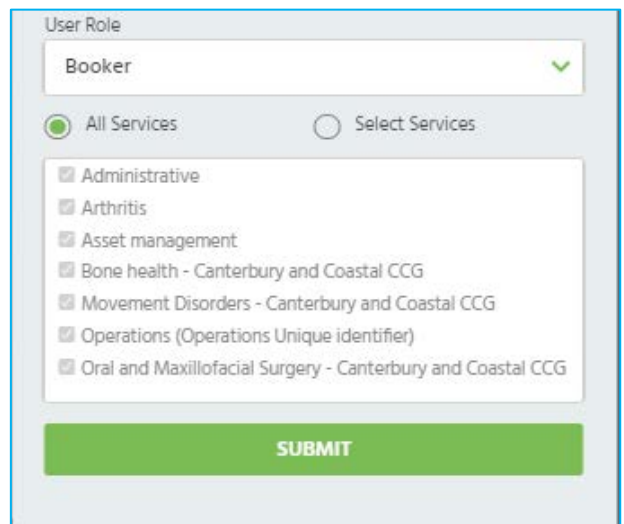 User Role
Booker
All Services Select Services
Administrative
Arthritis
Asset management
Bone health - Canterbury and Coastal CCG
Movement Disorders - Canterbury and Coastal CCG
Operations (Operations Unique identifier)
Oral and Maxillofacial Surgery - Canterbury and Coastal CCG
SUBMIT